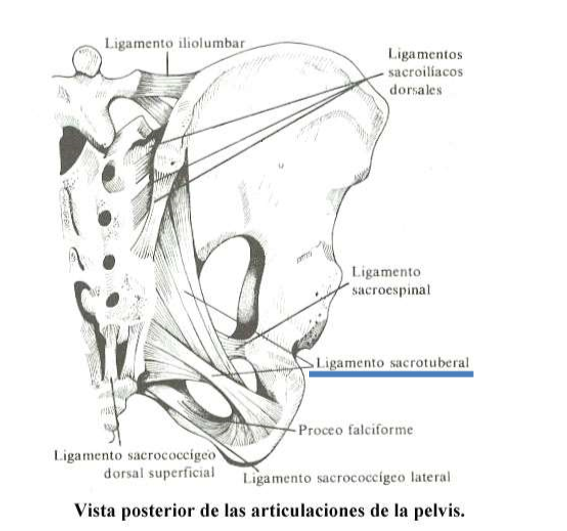 Ligamento iliolumbar
Ligamentos
sacroilíacos
dorsales
Ligamento
sacroespinal
Ligamento sacrotuberal
Proceo falciforme
Ligamento sacrococcígeo
dorsal superficial
Ligamento sacrococcígeo lateral
Vista posterior de las articulaciones de la pelvis.